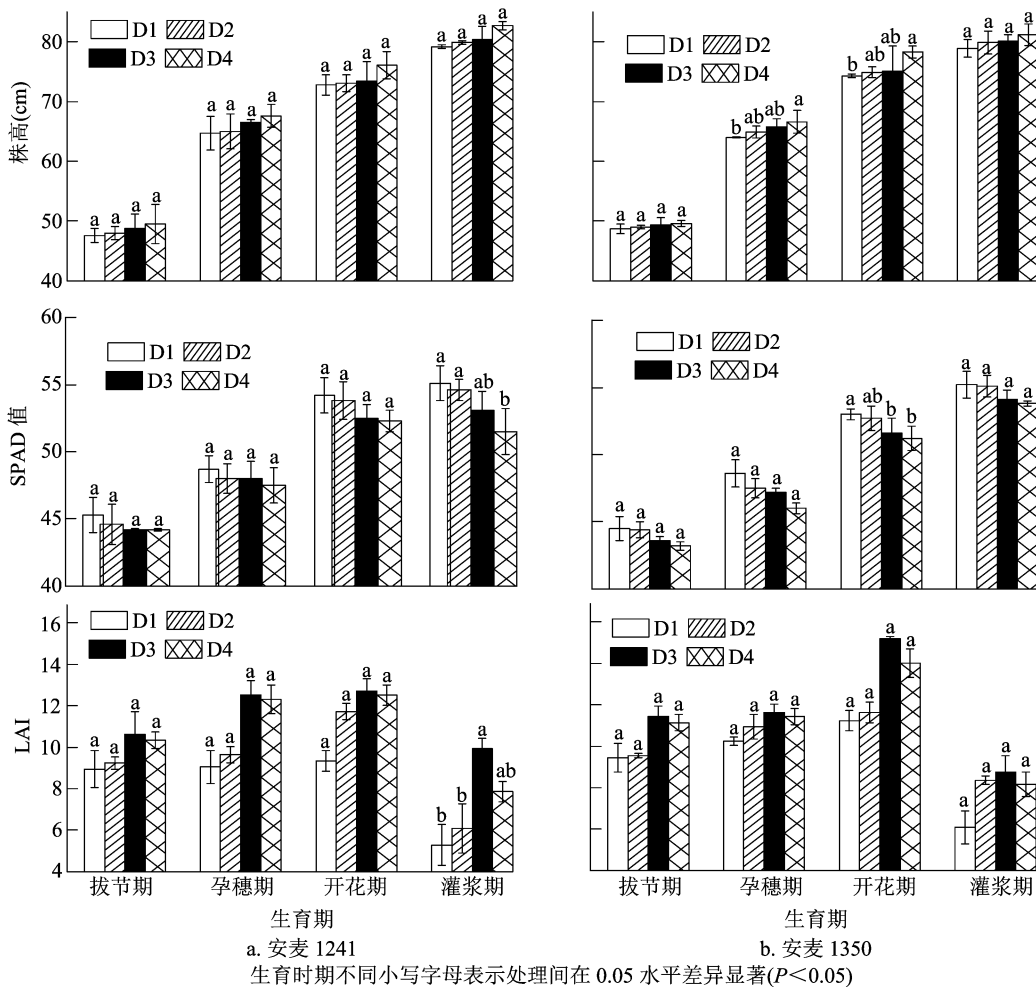 D1 D2
D3 D4
a a a a a a a a a a a a a a a a
80
70
60
50
40
株高(cm)
D1 D2
D3 D4
a a a a b ab ab a b ab ab a a a a a
60
55
50
45
40
SPAD 值
D1 D2
D3 D4
a a a a a a a a a a a a a a ab b
D1 D2
D3 D4
a a a a a a a a a ab b b a a a a
16
14
12
10
8
6
4
LAI
D1 D2
D3 D4
a a a a a a a a a a a a b b a ab
拔节期 孕穗期 开花期 灌浆期
生育期
a. 安麦 1241
D1 D2
D3 D4
a a a a a a a a a a a a a a a a
拔节期 孕穗期 开花期 灌浆期
生育期
b. 安麦 1350
生育时期不同小写字母表示处理间在 0.05 水平差异显著(P＜0.05)